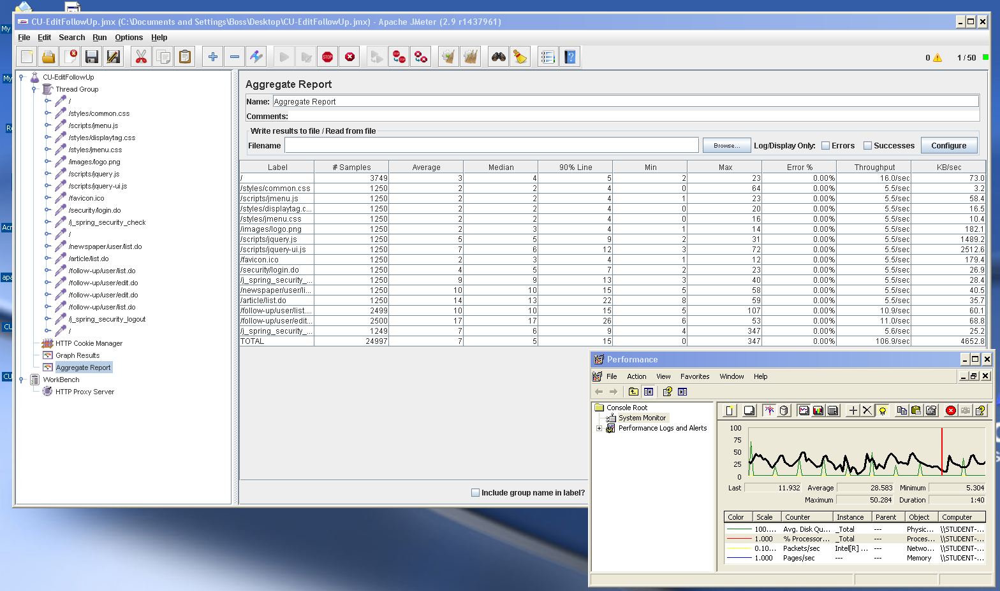 CU-EditFollowUp.jmx (C:\Documents and Settings\Boss\Desktop\CU-EditFollowUp.jmx) - Apache JMeter (2.9 r1437961)
My
File Edit Search Run Options Help
0 1 / 50
CU-EditFollowUp
My
Thread Group
/
/styles/common.css
/scripts/jmenu.js
/styles/displaytag.css
/styles/jmenu.css
/images/logo.png
/scripts/jquery.js
/scripts/jquery-ui.js
/favicon.ico
/security/login.do
/j_spring_security_check
/
/newspaper/user/list.do
/article/list.do
/follow-up/user/list.do
/follow-up/user/edit.do
/follow-up/user/edit.do
/follow-up/user/list.do
/j_spring_security_logout
/
HTTP Cookie Manager
Graph Results
Aggregate Report
WorkBench
HTTP Proxy Server
Acr
apa
CU
CU
Aggregate Report
Name: Aggregate Report
Comments:
Write results to file / Read from file
Filename Browse... Log/Display Only: Errors Successes Configure
Label # Samples Average Median 90% Line Min Max Error % Throughput KB/sec
/ 3749 3 4 5 2 23 0.00% 16.0/sec 73.0
/styles/common.css 1250 2 2 4 0 64 0.00% 5.5/sec 3.2
/scripts/jmenu.js 1250 2 2 4 1 23 0.00% 5.5/sec 58.4
/styles/displaytag.c... 1250 2 2 4 0 20 0.00% 5.5/sec 16.5
/styles/jmenu.css 1250 2 2 4 0 16 0.00% 5.5/sec 10.4
/images/logo.png 1250 2 3 4 1 14 0.00% 5.5/sec 182.1
/scripts/jquery.js 1250 5 5 9 2 31 0.00% 5.5/sec 1489.2
/scripts/jquery-ui.js 1250 7 6 12 3 72 0.00% 5.5/sec 2512.6
/favicon.ico 1250 2 3 4 1 12 0.00% 5.5/sec 179.4
/security/login.do 1250 4 5 7 2 23 0.00% 5.5/sec 26.9
/j_spring_security_... 1250 9 9 13 3 40 0.00% 5.5/sec 28.4
/newspaper/user/li... 1250 10 10 15 5 58 0.00% 5.5/sec 40.5
/article/list.do 1250 14 13 22 8 59 0.00% 5.5/sec 35.7
/follow-up/user/list.... 2499 10 10 15 5 107 0.00% 10.9/sec 60.1
/follow-up/user/edit... 2500 17 17 26 6 53 0.00% 11.0/sec 68.8
/j_spring_security_... 1249 7 6 9 4 347 0.00% 5.6/sec 25.2
TOTAL 24997 7 5 15 0 347 0.00% 106.9/sec 4652.8
Include group name in label?
Performance
File Action View Favorites Window Help
Console Root
System Monitor
Performance Logs and Alerts
100
75
50
25
0
Last 11.932 Average 28.583 Minimum 5.304
Maximum 50.284 Duration 1:40
Color Scale Counter Instance Parent Object Computer
100.... Avg. Disk Qu... _Total --- Physic... \\STUDENT-...
1.000 % Processor... _Total --- Proces... \\STUDENT-...
0.10... Packets/sec Intel[R] ... --- Netwo... \\STUDENT-...
1.000 Pages/sec --- --- Memory \\STUDENT-...